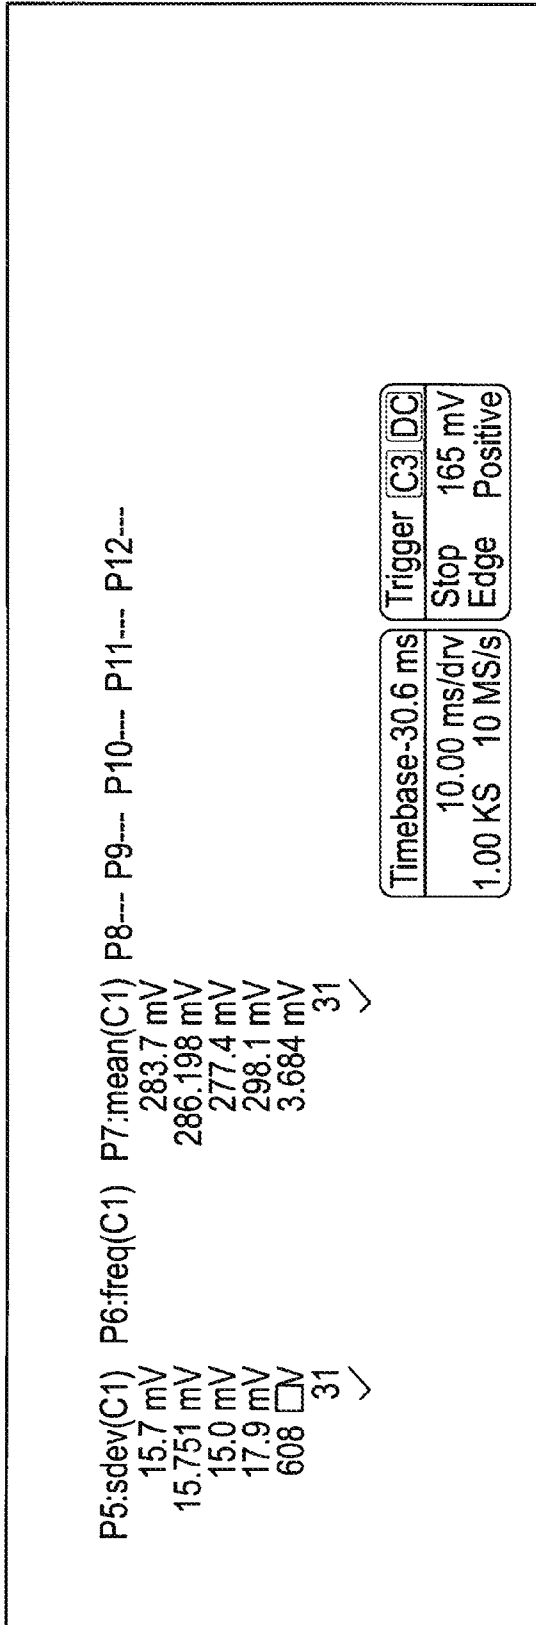 P5:sdev(C1) P6:freq(C1) P7:mean(C1) P8--- P9--- P10--- P11--- P12---
15.7 mV 283.7 mV
15.751 mV 286.198 mV
15.0 mV 277.4 mV
17.9 mV 298.1 mV
608 □V 3.684 mV
31 31
Timebase-30.6 ms Trigger C3 DC
10.00 ms/drv Stop 165 mV
1.00 KS 10 MS/s Edge Positive